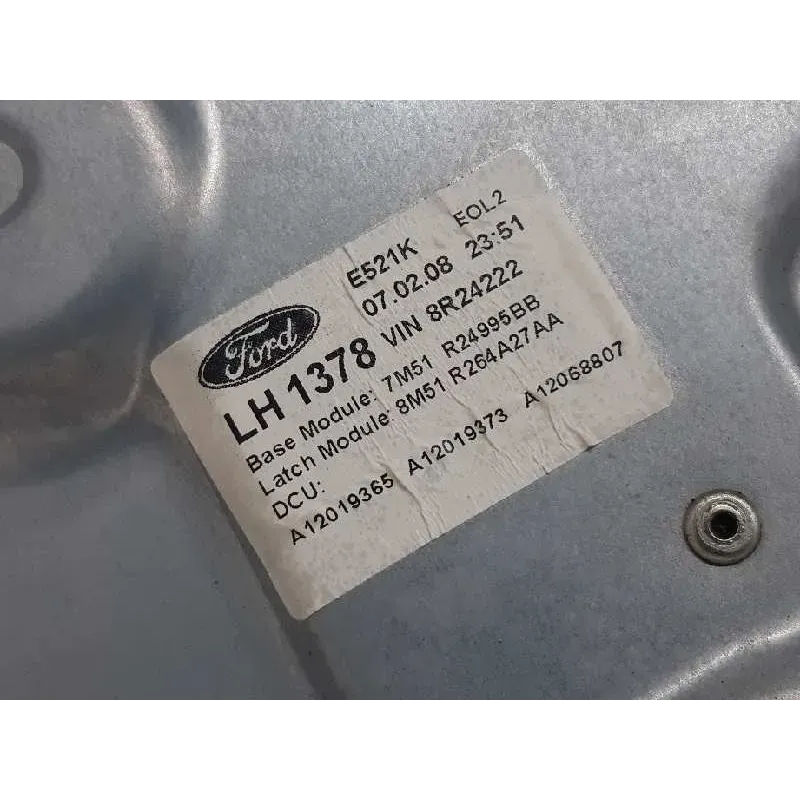 E521K EOL2
07.02.08 23:51
Ford
LH 1378 VIN 8R24222
Base Module: 7M51 R24995BB
Latch Module: 8M51 R264A27AA
DCU:
A12019365 A12019373 A12068807